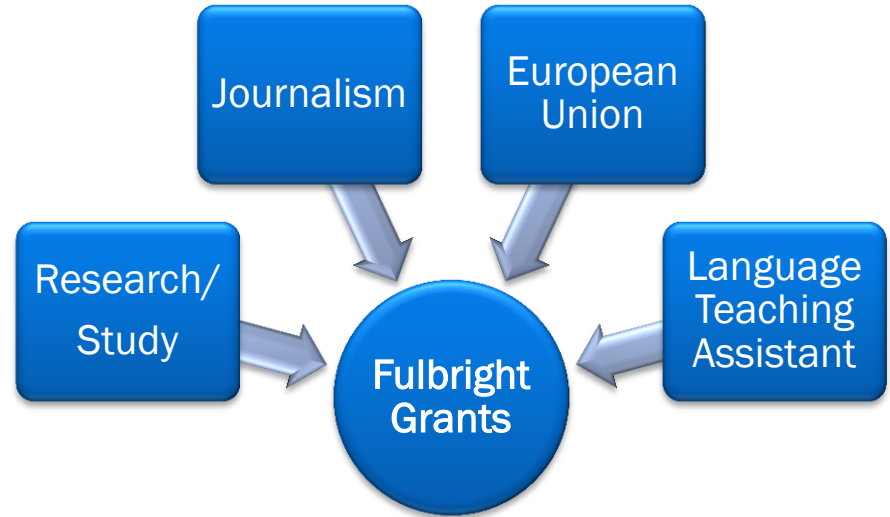 Journalism
European
Union
Research/
Study
Language
Teaching
Assistant
Fulbright
Grants